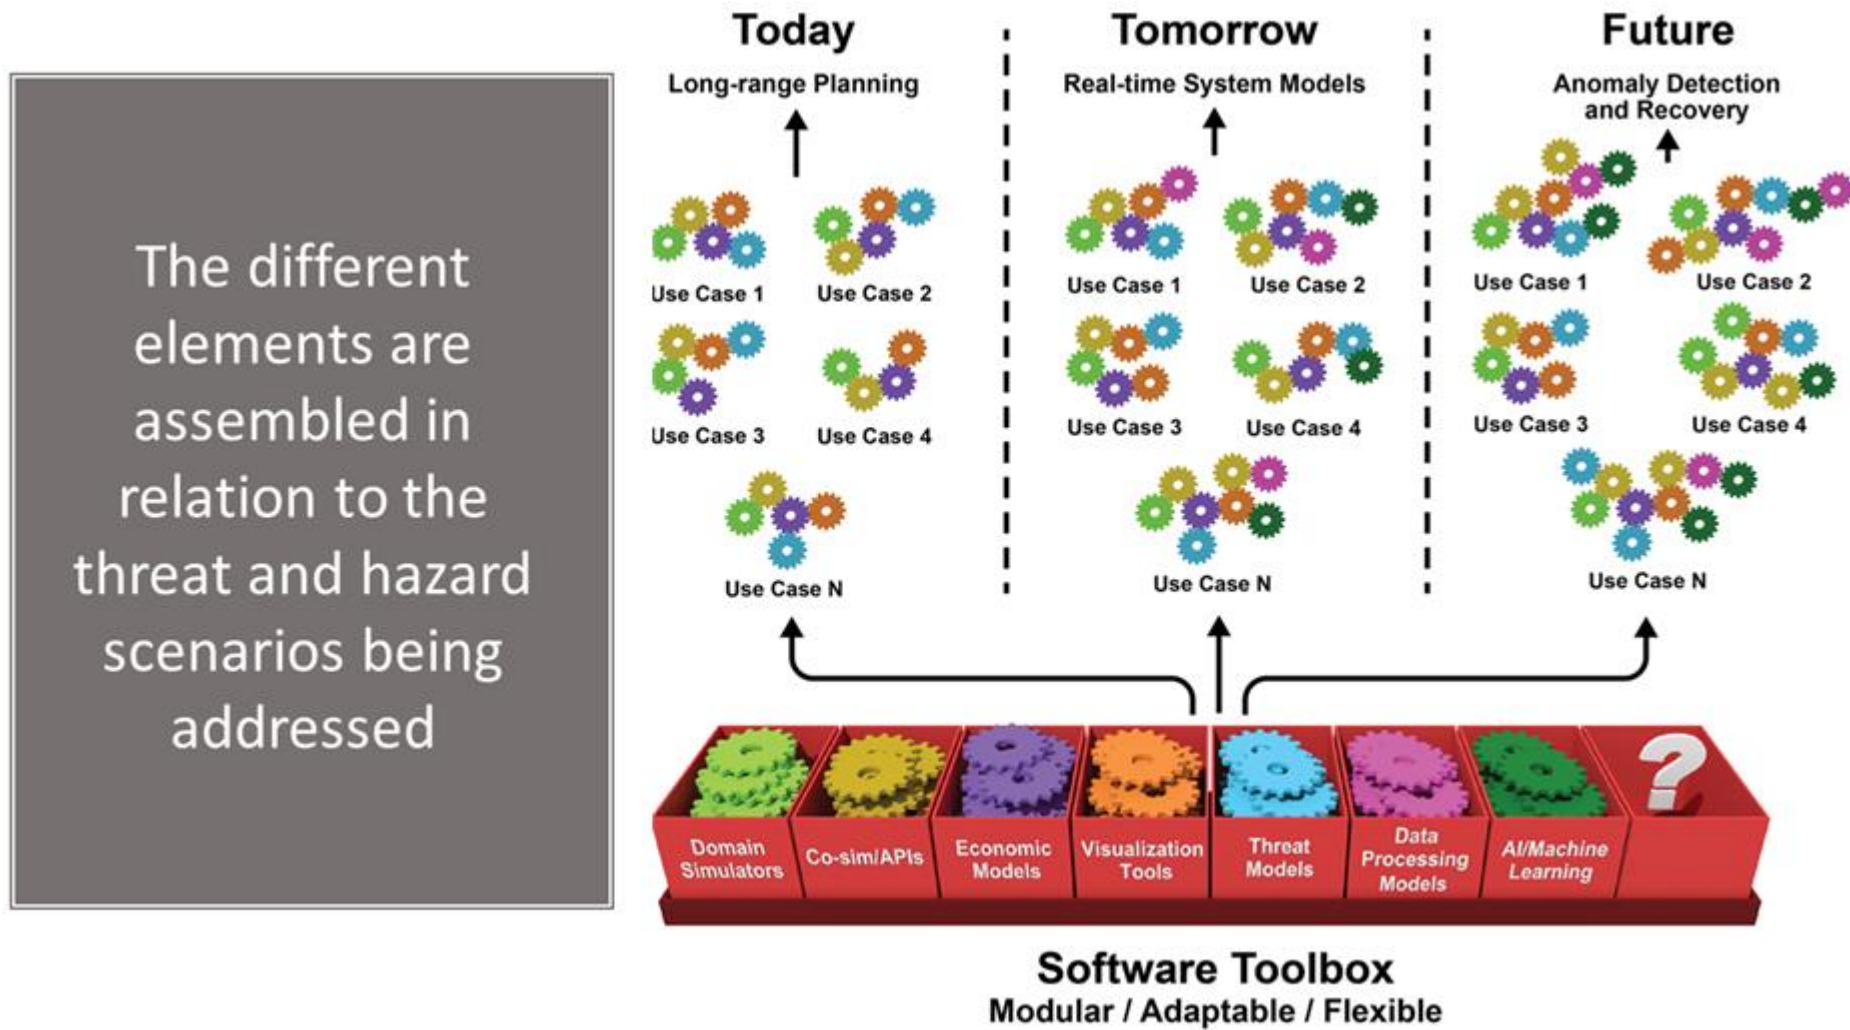 The different
elements are
assembled in
relation to the
threat and hazard
scenarios being
addressed
Today
Long-range Planning
Use Case 1
Use Case 2
Use Case 3
Use Case 4
Use Case N
Tomorrow
Real-time System Models
Use Case 1
Use Case 2
Use Case 3
Use Case 4
Use Case N
Future
Anomaly Detection
and Recovery
Use Case 1
Use Case 2
Use Case 3
Use Case 4
Use Case N
Domain
Simulators
Co-sim/APIs
Economic
Models
Visualization
Tools
Threat
Models
Data
Processing
Models
AI/Machine
Learning
?
Software Toolbox
Modular / Adaptable / Flexible